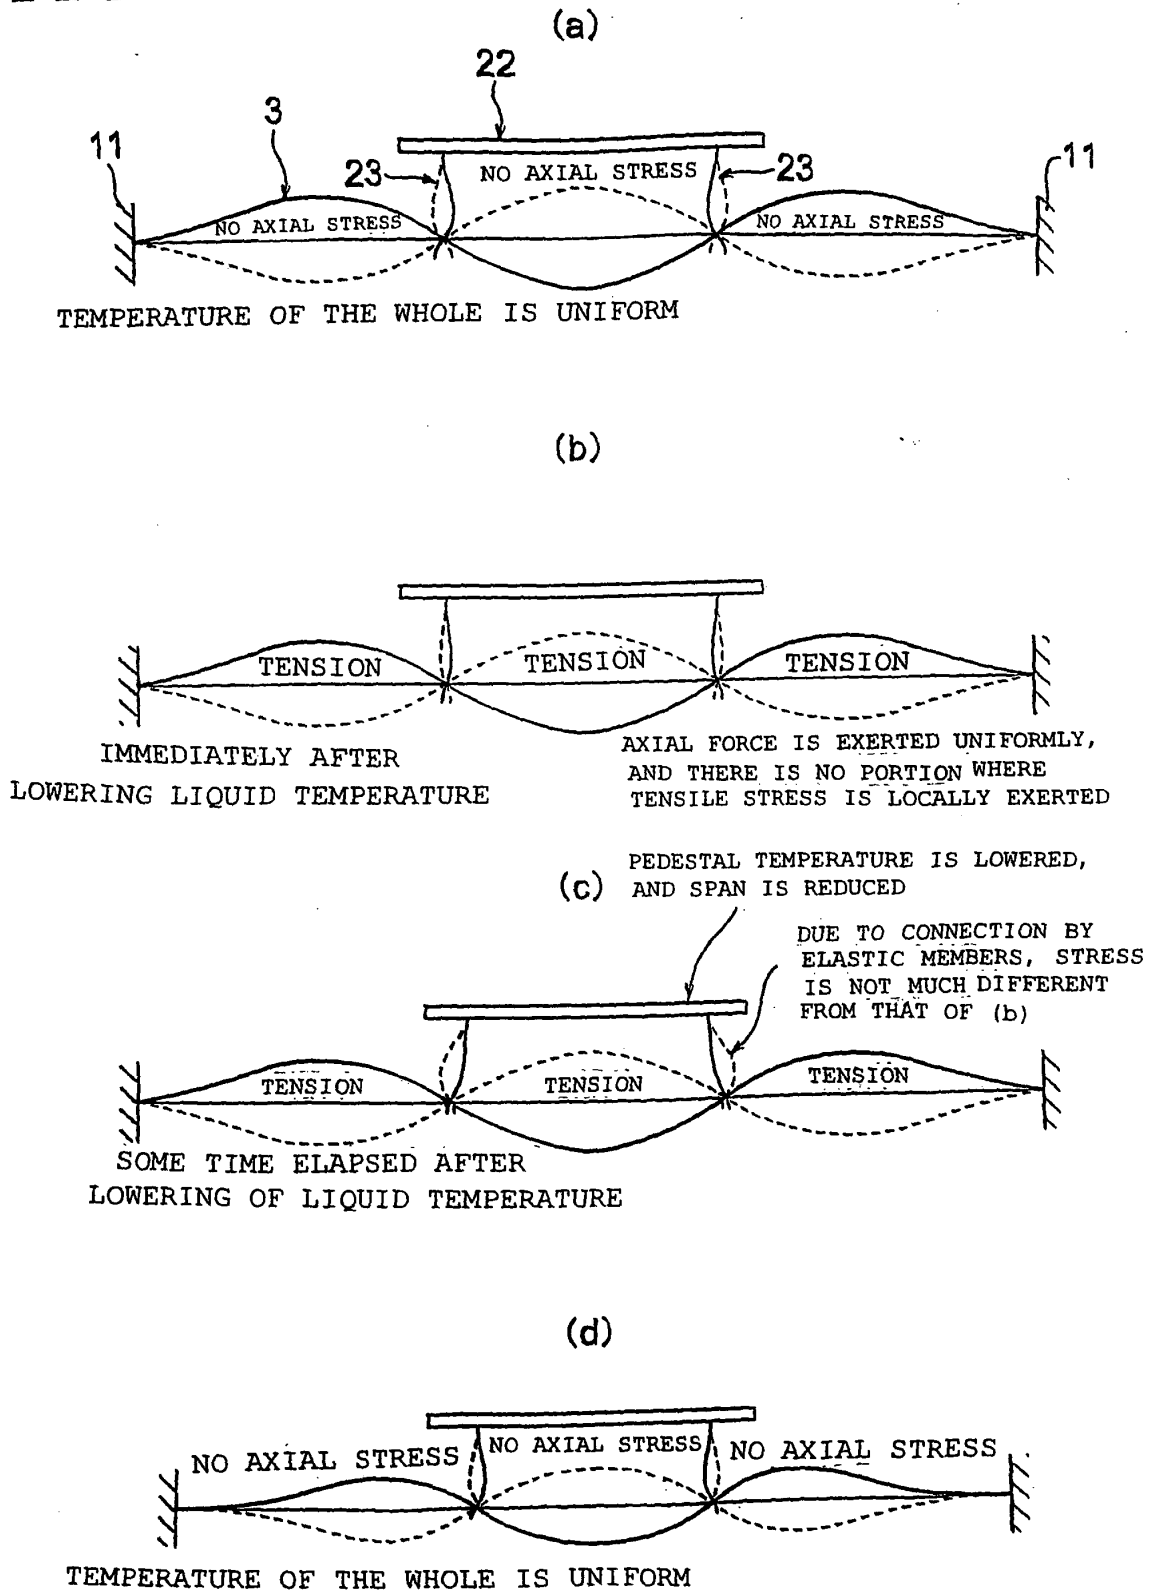 (a)
22
3
11
23
NO AXIAL STRESS
23
11
NO AXIAL STRESS
NO AXIAL STRESS
TEMPERATURE OF THE WHOLE IS UNIFORM
(b)
TENSION
TENSION
TENSION
IMMEDIATELY AFTER
LOWERING LIQUID TEMPERATURE
AXIAL FORCE IS EXERTED UNIFORMLY,
AND THERE IS NO PORTION WHERE
TENSILE STRESS IS LOCALLY EXERTED
(c)
PEDESTAL TEMPERATURE IS LOWERED,
AND SPAN IS REDUCED
DUE TO CONNECTION BY
ELASTIC MEMBERS, STRESS
IS NOT MUCH DIFFERENT
FROM THAT OF (b)
TENSION
TENSION
TENSION
SOME TIME ELAPSED AFTER
LOWERING OF LIQUID TEMPERATURE
(d)
NO AXIAL STRESS
NO AXIAL STRESS
NO AXIAL STRESS
TEMPERATURE OF THE WHOLE IS UNIFORM